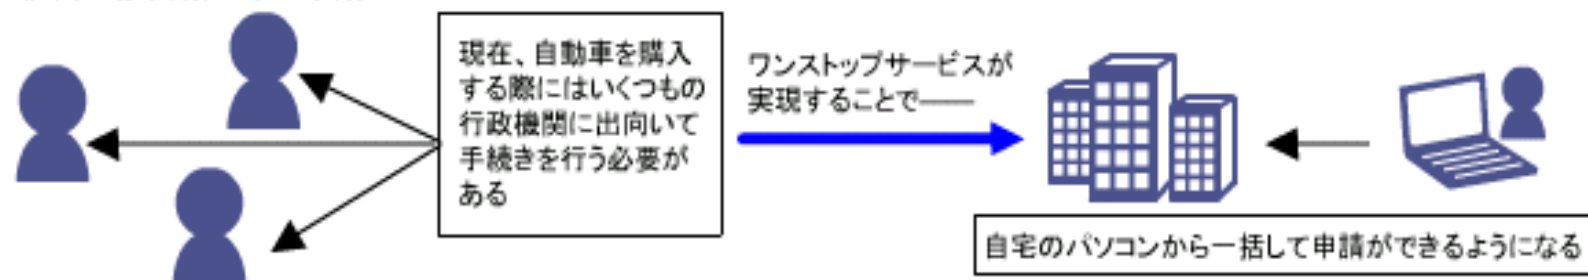 現在、自動車を購入
する際にはいくつもの
行政機関に出向いて
手続きを行う必要が
ある
ワンストップサービスが
実現することで――
自宅のパソコンから一括して申請ができるようになる